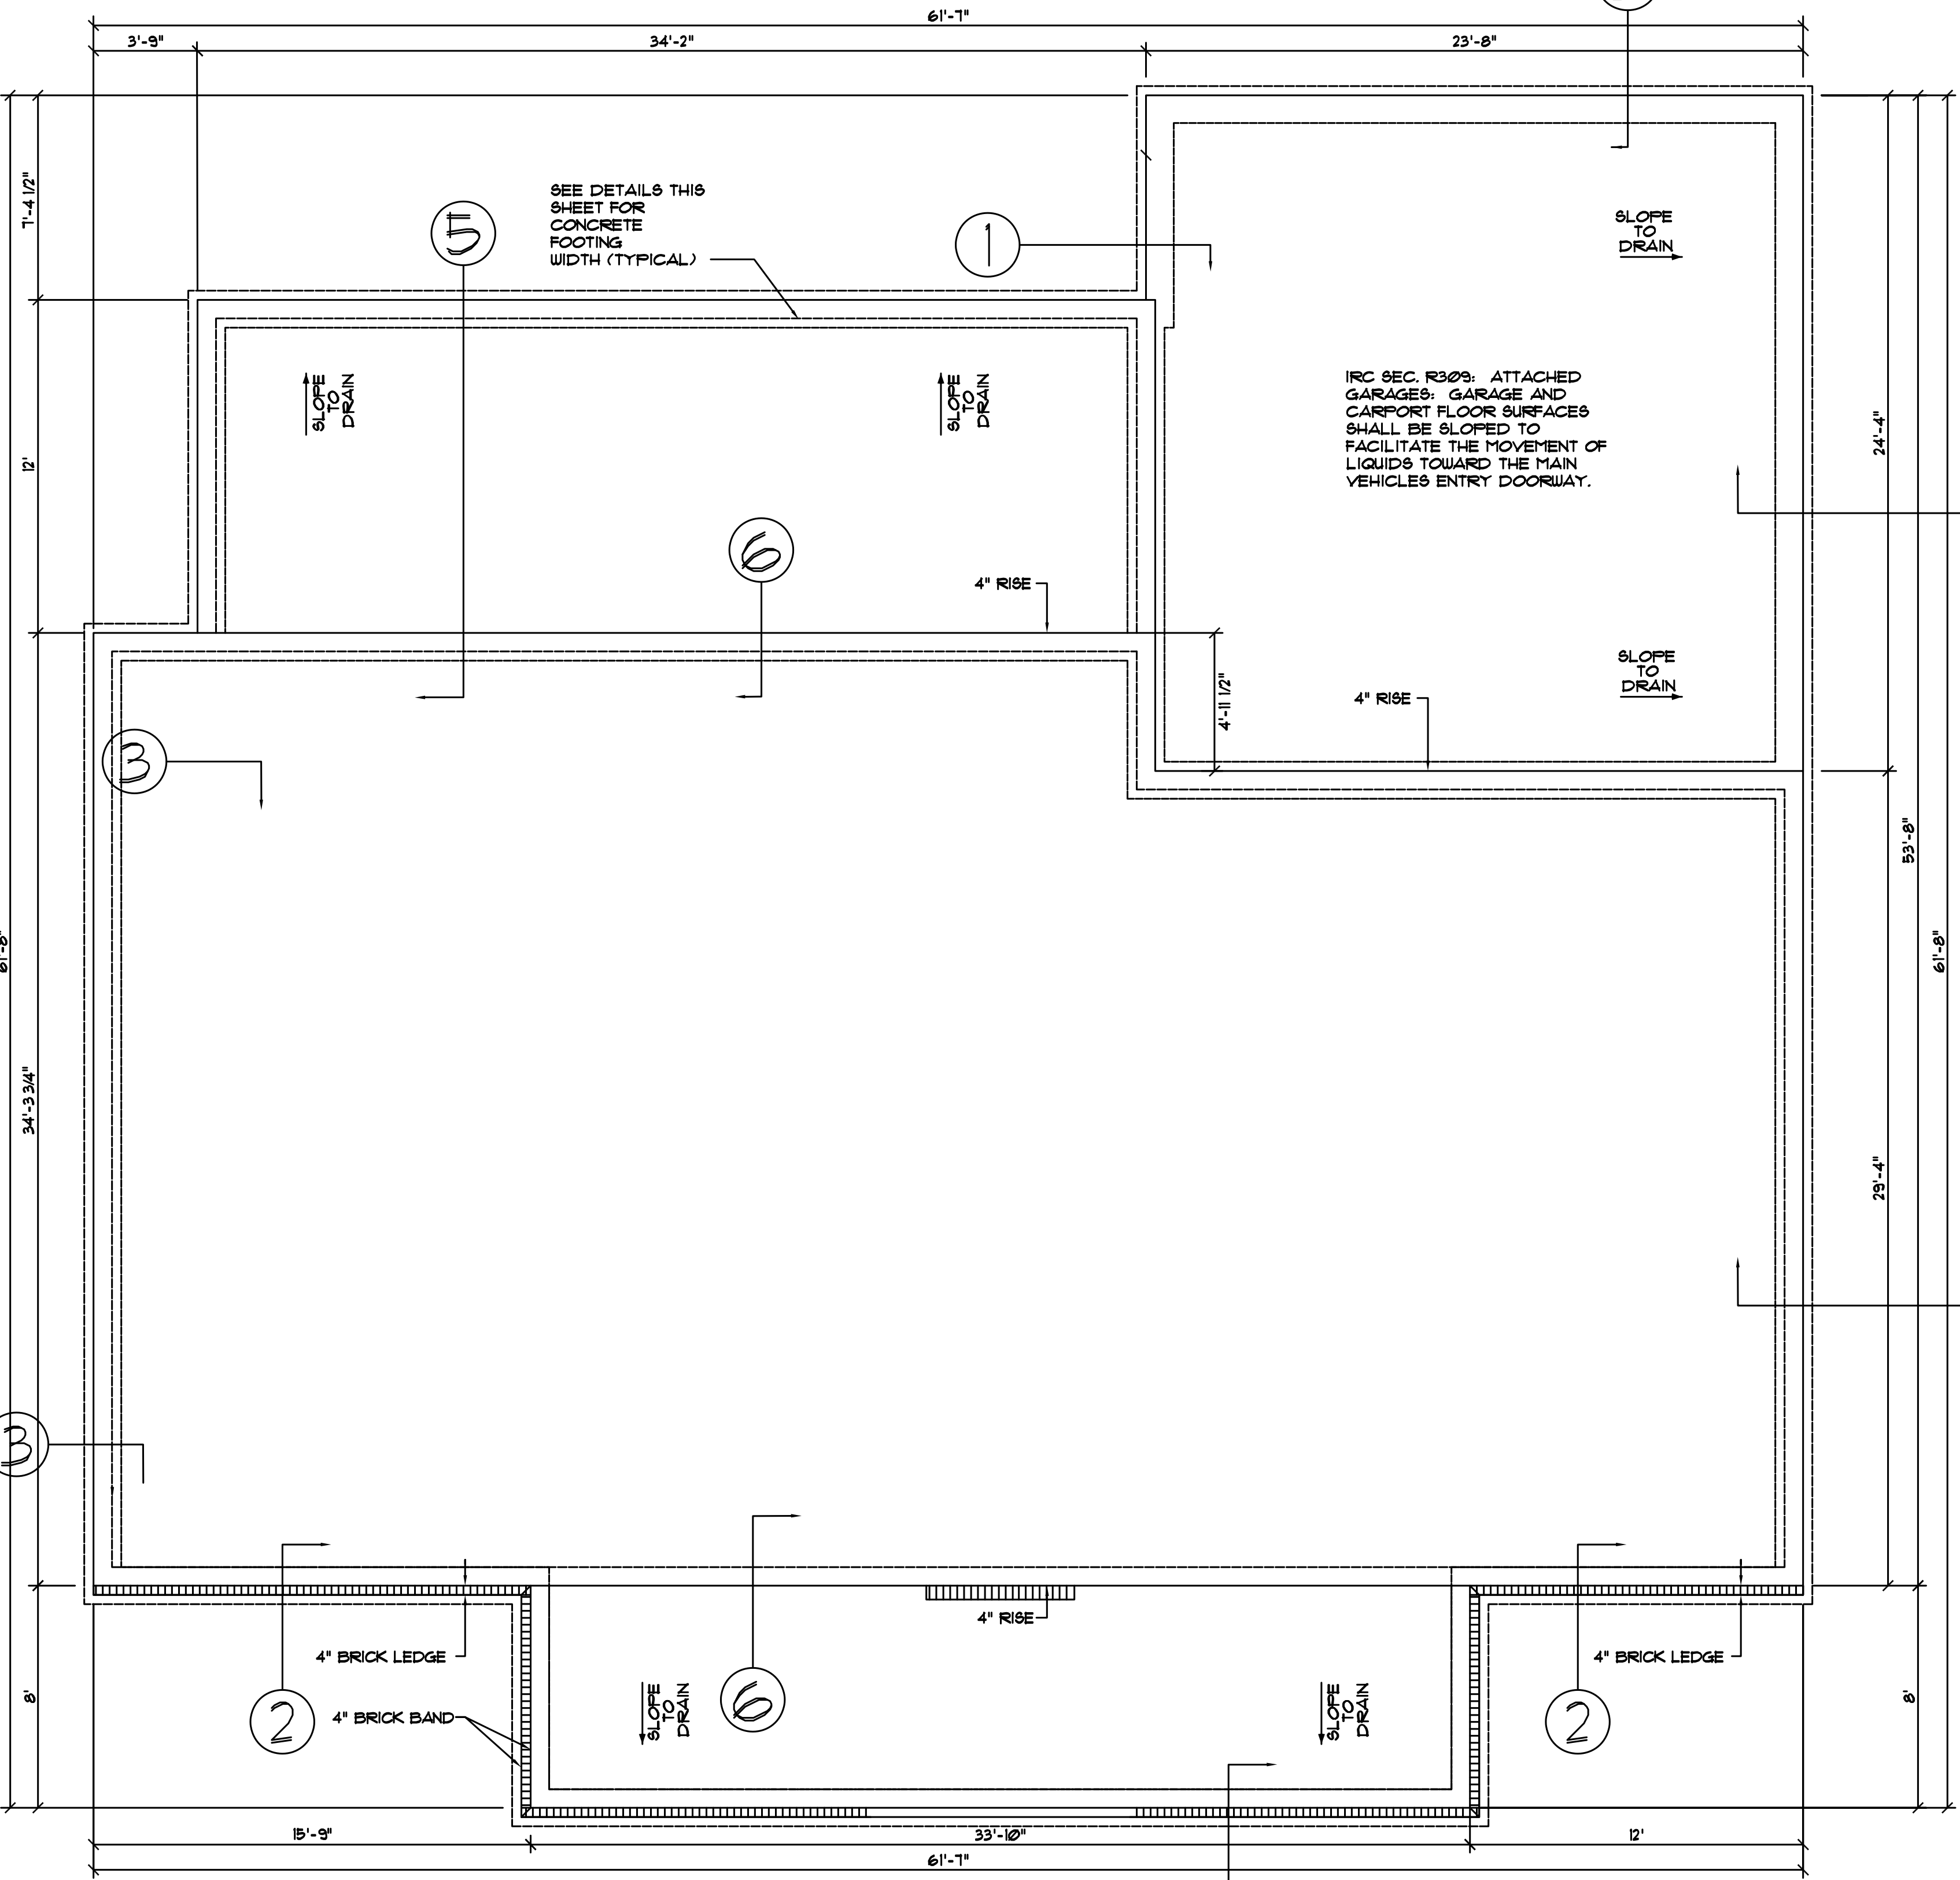 61'-7"
3'-9"
34'-2"
23'-8"
7'-4 1/2"
SEE DETAILS THIS
SHEET FOR
CONCRETE
FOOTING
WIDTH (TYPICAL)
5
1
SLOPE
TO
DRAIN
IRC SEC. R309: ATTACHED
GARAGES: GARAGE AND
CARPORT FLOOR SURFACES
SHALL BE SLOPED TO
FACILITATE THE MOVEMENT OF
LIQUIDS TOWARD THE MAIN
VEHICLES ENTRY DOORWAY.
SLOPE
TO
DRAIN
SLOPE
TO
DRAIN
12'
24'-4"
6
4" RISE
4'-11 1/2"
4" RISE
SLOPE
TO
DRAIN
3
53'-8"
61'-8"
61'-8"
34'-3 3/4"
29'-4"
3
4" RISE
4" BRICK LEDGE
4" BRICK LEDGE
8'
2
4" BRICK BAND
SLOPE
TO
DRAIN
6
SLOPE
TO
DRAIN
2
8'
15'-9"
33'-10"
12'
61'-7"